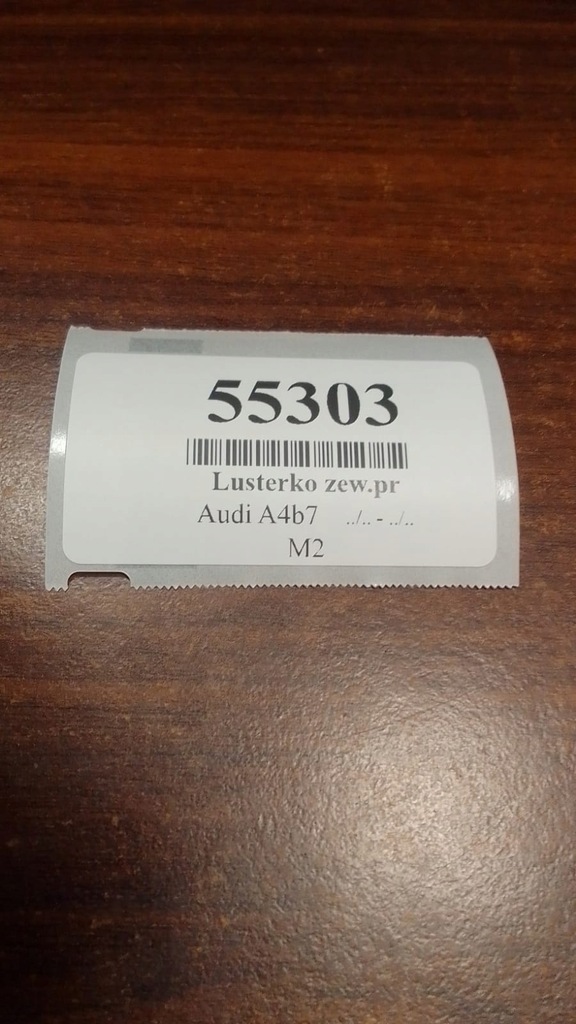 55303
Lusterko zew.pr
Audi A4b7 ../.. - ../..
M2